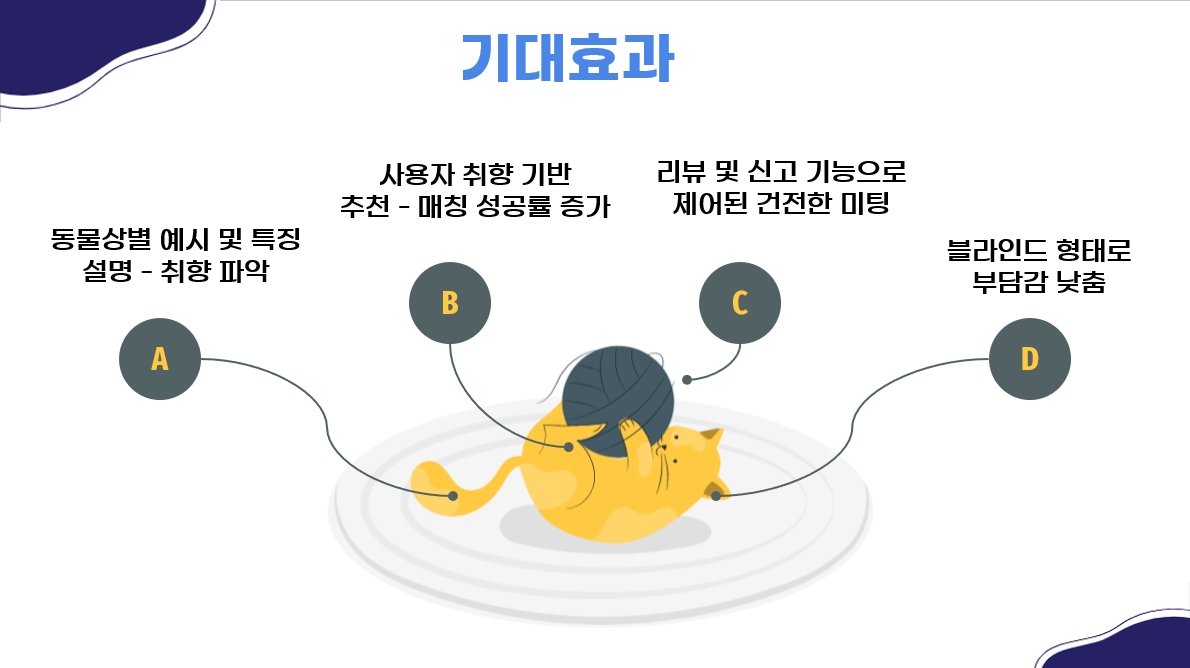 기대효과
동물상별 예시 및 특징
설명 - 취향 파악
A
사용자 취향 기반
추천 - 매칭 성공률 증가
B
리뷰 및 신고 기능으로
제어된 건전한 미팅
C
블라인드 형태로
부담감 낮춤
D